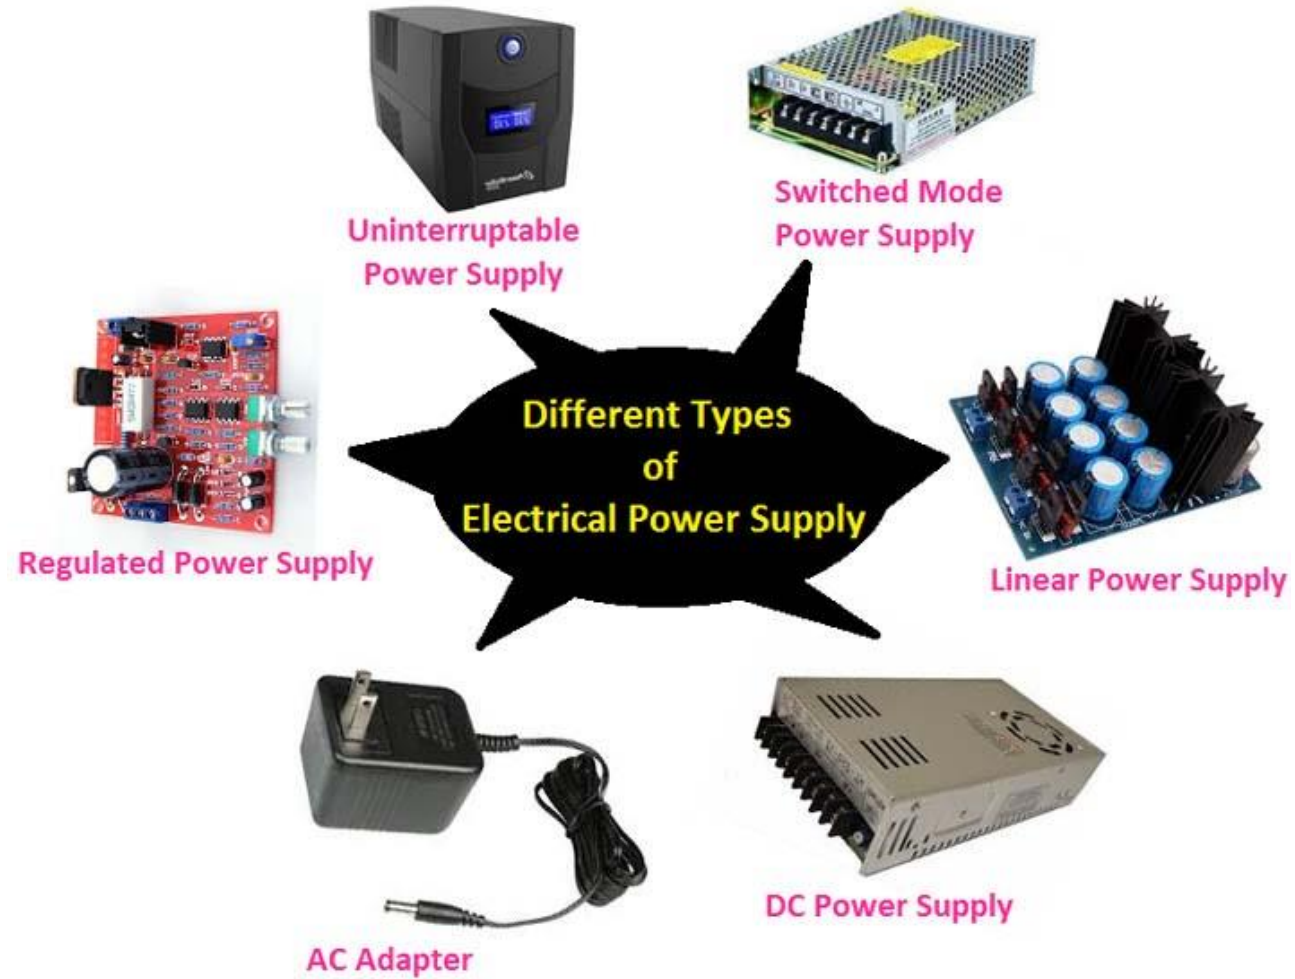 Uninterruptable
Power Supply
Switched Mode
Power Supply
Different Types
of
Electrical Power Supply
Regulated Power Supply
Linear Power Supply
AC Adapter
DC Power Supply